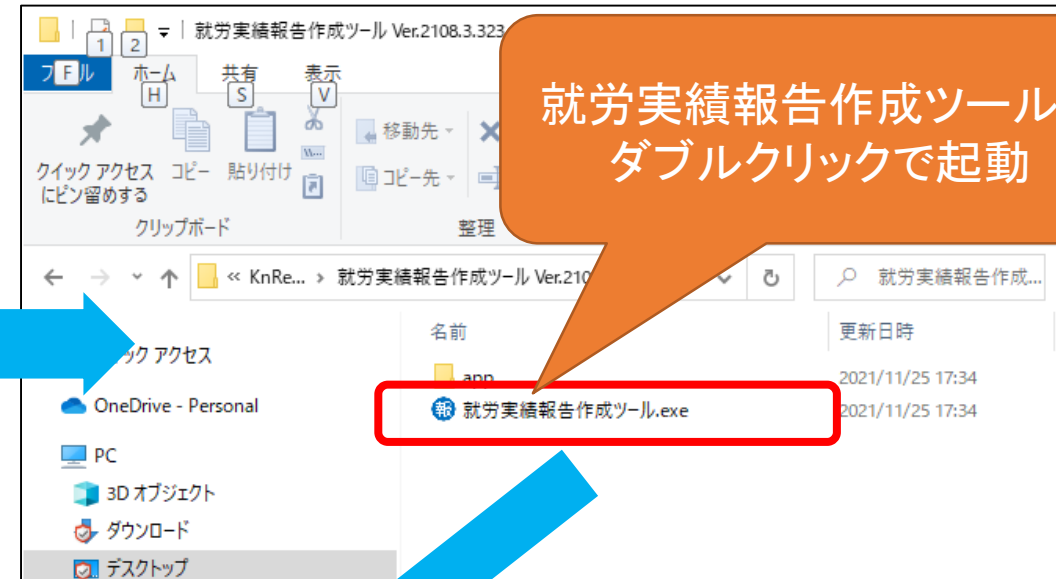 就労実績報告作成ツール Ver.2108.3.323
1 2
F ル ホーム 共有 表示
H S V
就労実績報告作成ツール
ダブルクリックで起動
クイック アクセス
にピン留めする
コピー
貼り付け
移動先
コピー先
クリップボード
整理
« KnRe... › 就労実績報告作成ツール Ver.210
就労実績報告作成...
名前
更新日時
ック アクセス
app
2021/11/25 17:34
OneDrive - Personal
就労実績報告作成ツール.exe
2021/11/25 17:34
PC
3D オブジェクト
ダウンロード
デスクトップ